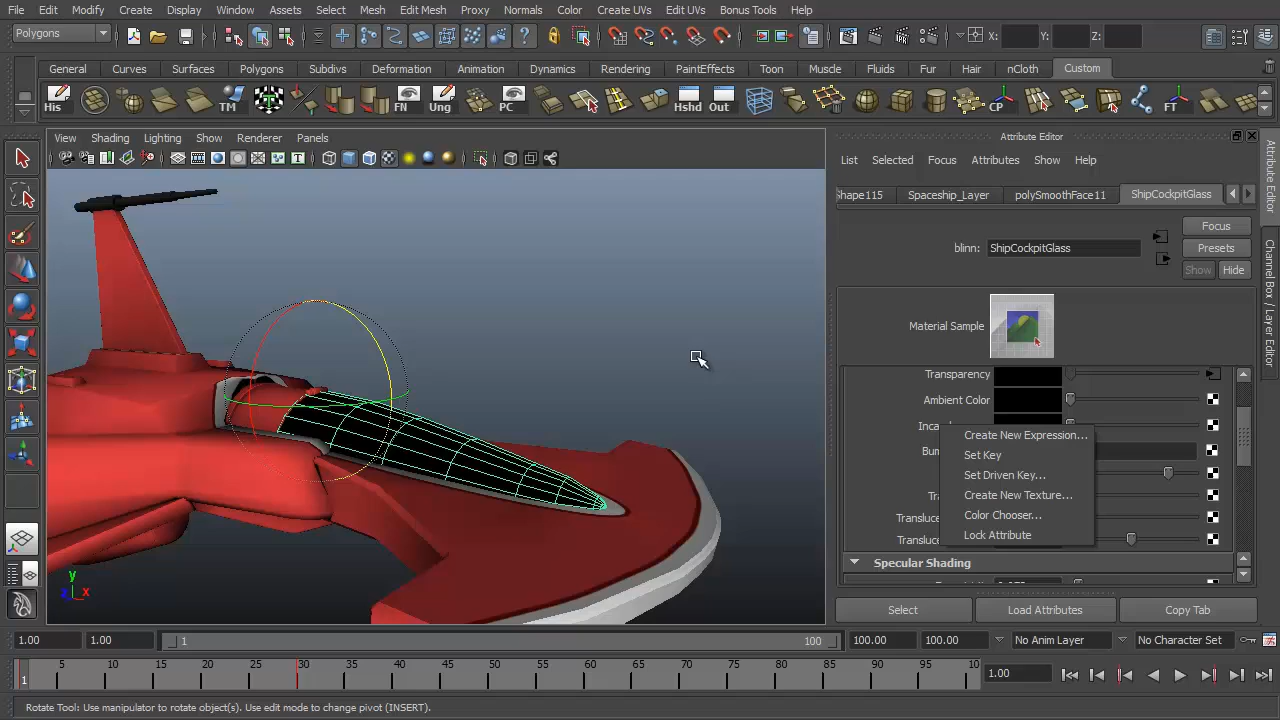 File Edit Modify Create Display Window Assets Select Mesh Edit Mesh Proxy Normals Color Create UVs Edit UVs Bonus Tools Help
Polygons X: Y: Z:
General Curves Surfaces Polygons Subdivs Deformation Animation Dynamics Rendering PaintEffects Toon Muscle Fluids Fur Hair nCloth Custom
His TM FN Ung PC Hshd Out CP FT
View Shading Lighting Show Renderer Panels
Attribute Editor
List Selected Focus Attributes Show Help
Shape115 Spaceship_Layer polySmoothFace11 ShipCockpitGlass
Focus
blinn: ShipCockpitGlass Presets
Show Hide
Material Sample
Transparency
Ambient Color
Inca
Bum
Tra
Transluce
Transluce
Create New Expression...
Set Key
Set Driven Key...
Create New Texture...
Color Chooser...
Lock Attribute
Specular Shading
Select Load Attributes Copy Tab
Attribute Editor
Channel Box / Layer Editor
y
z x
1.00 1.00 1 100 100.00 100.00 No Anim Layer No Character Set
1 5 10 15 20 25 30 35 40 45 50 55 60 65 70 75 80 85 90 95 10 1.00
Rotate Tool: Use manipulator to rotate object(s). Use edit mode to change pivot (INSERT).